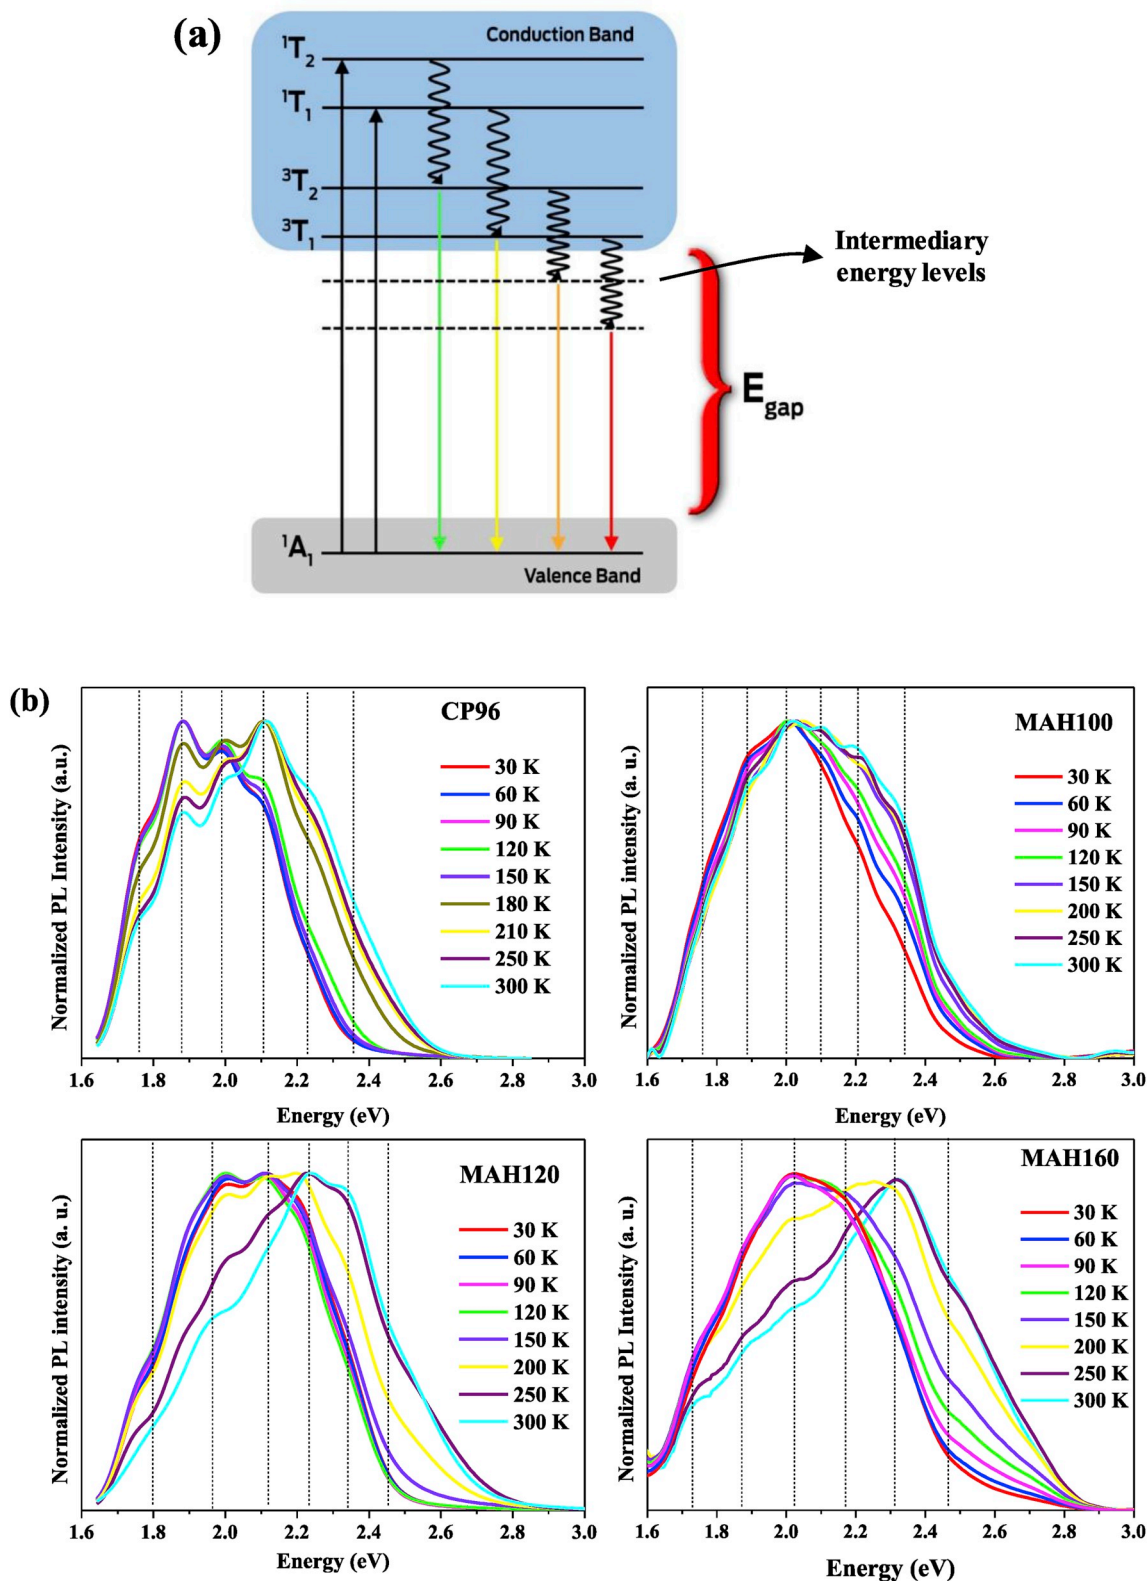 (a)
Conduction Band
¹T₂
¹T₁
³T₂
³T₁
Intermediary
energy levels
E_gap
¹A₁
Valence Band
(b)
CP96
30 K
60 K
90 K
120 K
150 K
180 K
210 K
250 K
300 K
Normalized PL Intensity (a.u.)
1.6 1.8 2.0 2.2 2.4 2.6 2.8 3.0
Energy (eV)
MAH100
30 K
60 K
90 K
120 K
150 K
200 K
250 K
300 K
Normalized PL intensity (a. u.)
1.6 1.8 2.0 2.2 2.4 2.6 2.8 3.0
Energy (eV)
MAH120
30 K
60 K
90 K
120 K
150 K
200 K
250 K
300 K
Normalized PL intensity (a. u.)
1.6 1.8 2.0 2.2 2.4 2.6 2.8 3.0
Energy (eV)
MAH160
30 K
60 K
90 K
120 K
150 K
200 K
250 K
300 K
Normalized PL Intensity (a. u.)
1.6 1.8 2.0 2.2 2.4 2.6 2.8 3.0
Energy (eV)